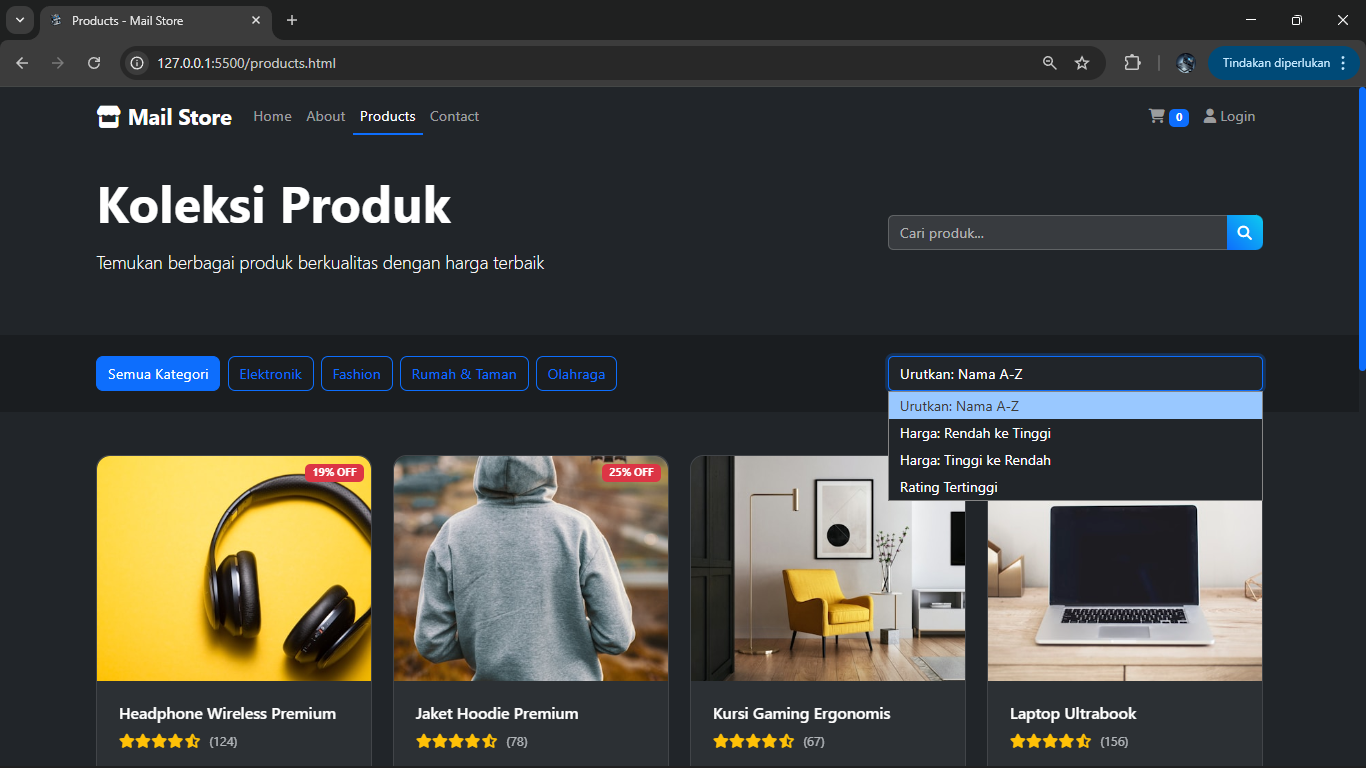 Products - Mail Store
127.0.0.1:5500/products.html
Tindakan diperlukan
Mail Store
Home
About
Products
Contact
0
Login
Koleksi Produk
Temukan berbagai produk berkualitas dengan harga terbaik
Cari produk...
Semua Kategori
Elektronik
Fashion
Rumah & Taman
Olahraga
Urutkan: Nama A-Z
Urutkan: Nama A-Z
Harga: Rendah ke Tinggi
Harga: Tinggi ke Rendah
Rating Tertinggi
19% OFF
25% OFF
Headphone Wireless Premium
(124)
Jaket Hoodie Premium
(78)
Kursi Gaming Ergonomis
(67)
Laptop Ultrabook
(156)